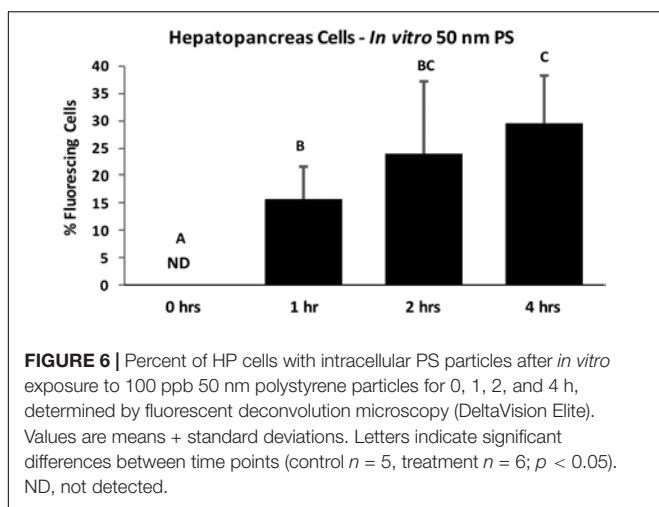 Hepatopancreas Cells - In vitro 50 nm PS
% Fluorescing Cells
40
35
30
25
20
15
10
5
0
A
ND
B
BC
C
0 hrs
1 hr
2 hrs
4 hrs
FIGURE 6 | Percent of HP cells with intracellular PS particles after in vitro
exposure to 100 ppb 50 nm polystyrene particles for 0, 1, 2, and 4 h,
determined by fluorescent deconvolution microscopy (DeltaVision Elite).
Values are means + standard deviations. Letters indicate significant
differences between time points (control n = 5, treatment n = 6; p < 0.05).
ND, not detected.